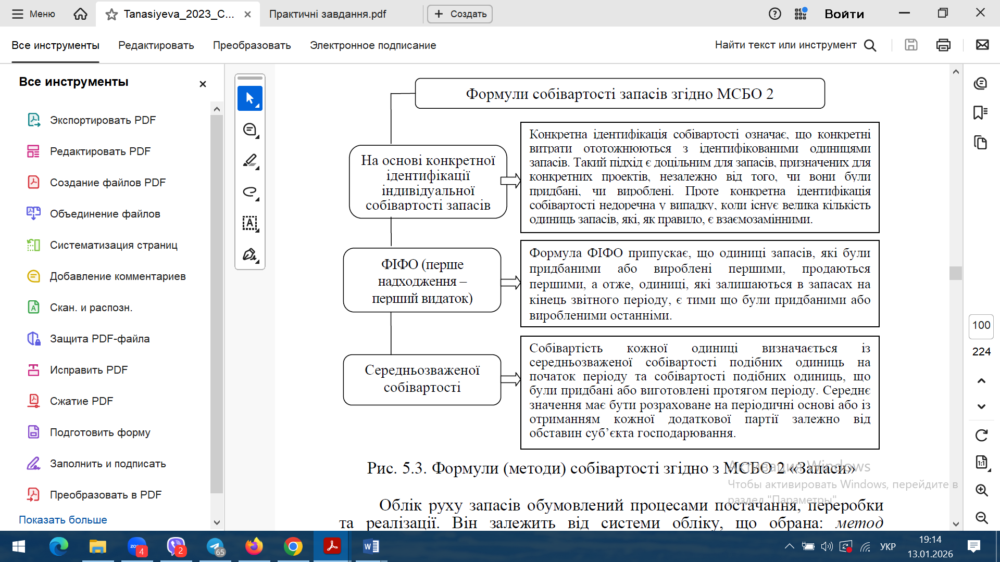 Меню
Tanasiyeva_2023_C...
Практичні завдання.pdf
Создать
Войти
Все инструменты
Редактировать
Преобразовать
Электронное подписание
Найти текст или инструмент
Все инструменты
Экспортировать PDF
Редактировать PDF
Создание файлов PDF
Объединение файлов
Систематизация страниц
Добавление комментариев
Скан. и распозн.
Защита PDF-файла
Исправить PDF
Сжатие PDF
Подготовить форму
Заполнить и подписать
Преобразовать в PDF
Показать больше
Формули собівартості запасів згідно МСБО 2
На основі конкретної
ідентифікації
індивідуальної
собівартості запасів
Конкретна ідентифікація собівартості означає, що конкретні
витрати ототожнюються з ідентифікованими одиницями
запасів. Такий підхід є доцільним для запасів, призначених для
конкретних проектів, незалежно від того, чи вони були
придбані, чи вироблені. Проте конкретна ідентифікація
собівартості недоречна у випадку, коли існує велика кількість
одиниць запасів, які, як правило, є взаємозамінними.
ФІФО (перше
надходження –
перший видаток)
Формула ФІФО припускає, що одиниці запасів, які були
придбаними або вироблені першими, продаються
першими, а отже, одиниці, які залишаються в запасах на
кінець звітного періоду, є тими що були придбаними або
виробленими останніми.
Середньозваженої
собівартості
Собівартість кожної одиниці визначається із
середньозваженої собівартості подібних одиниць на
початок періоду та собівартості подібних одиниць, що
були придбані або виготовлені протягом періоду. Середнє
значення має бути розраховане на періодичні основі або із
отриманням кожної додаткової партії залежно від
обставин суб’єкта господарювання.
Рис. 5.3. Формули (методи) собівартості згідно з МСБО 2 «Запаси»
Активация Windows
Чтобы активировать Windows, перейдите в
раздел "Параметры"
Облік руху запасів обумовлений процесами постачання, переробки
та реалізації. Він залежить від системи обліку, що обрана: метод
100
224
1:1
A
A
zoom
4
2
65
УКР
19:14
13.01.2026